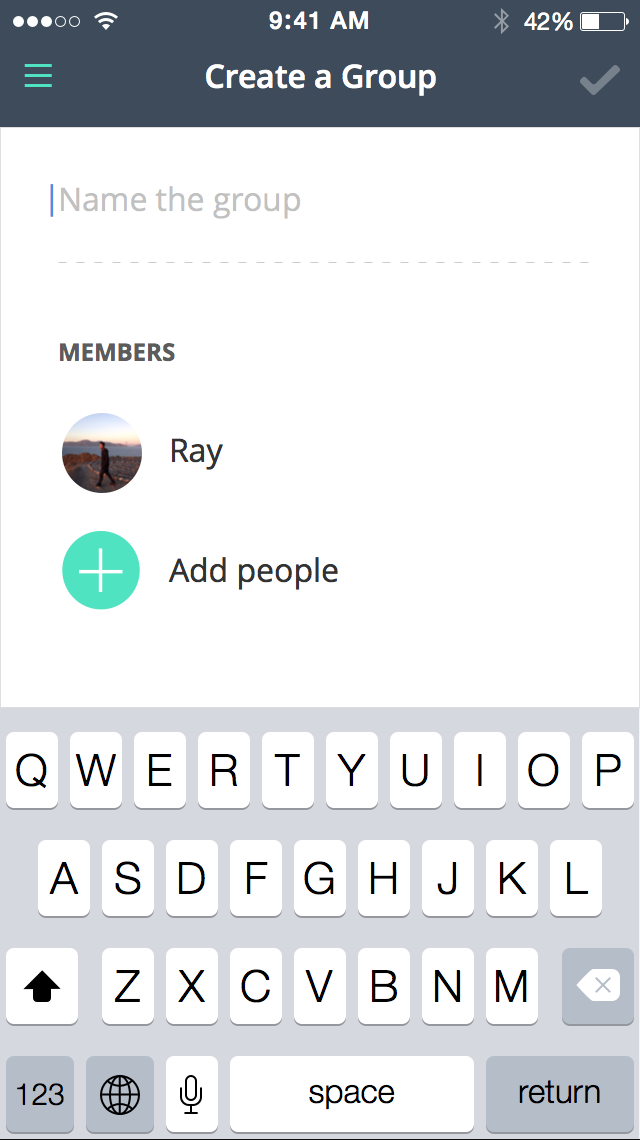 9:41 AM 42%
Create a Group
Name the group
MEMBERS
Ray
Add people
Q W E R T Y U I O P
A S D F G H J K L
Z X C V B N M
123 space return